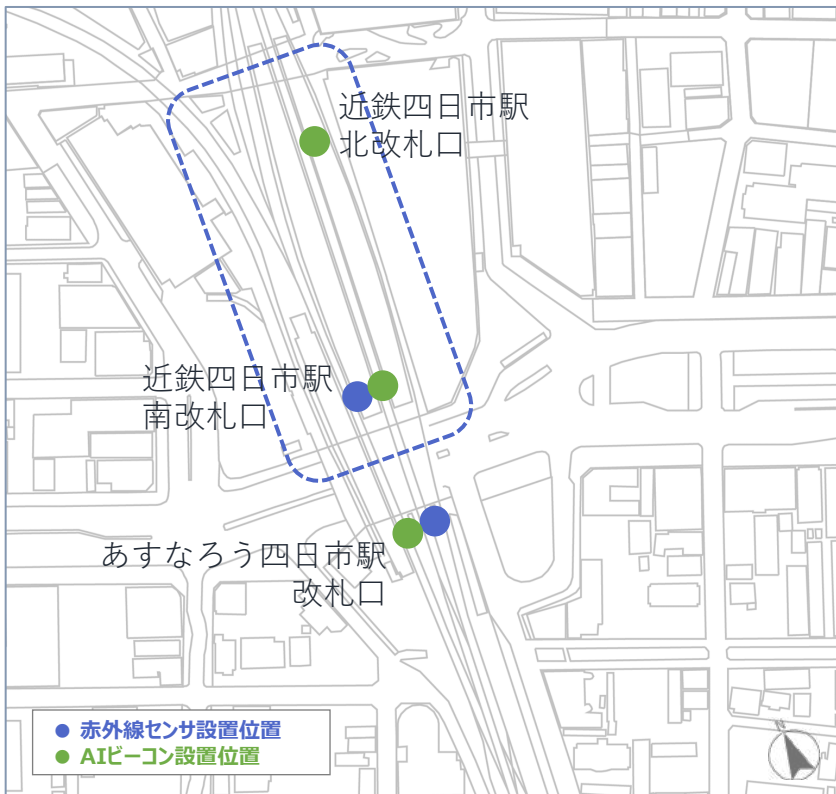 近鉄四日市駅
北改札口
近鉄四日市駅
南改札口
あすなろう四日市駅
改札口
赤外線センサ設置位置
AIビーコン設置位置
N